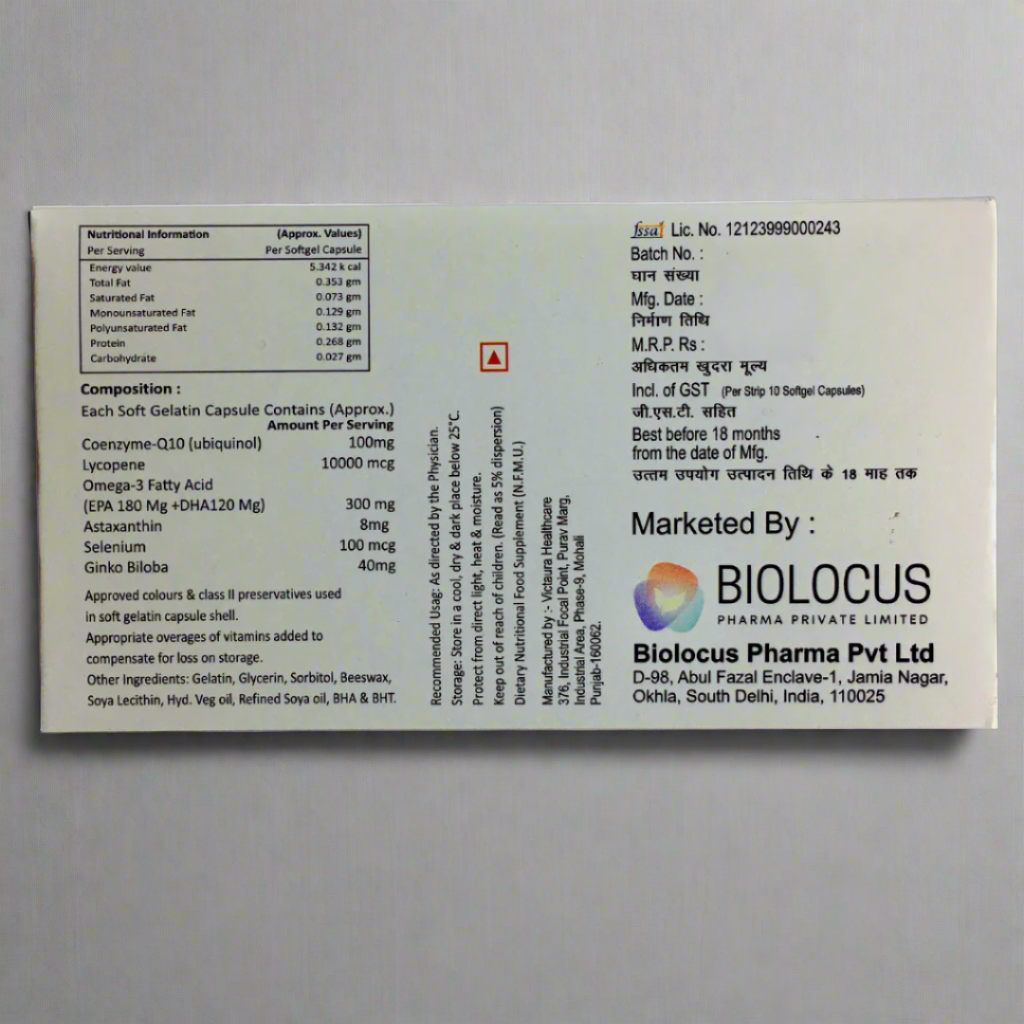 Nutritional Information (Approx. Values)
Per Serving Per Softgel Capsule
Energy value 5.342 k cal
Total Fat 0.353 gm
Saturated Fat 0.073 gm
Monounsaturated Fat 0.129 gm
Polyunsaturated Fat 0.132 gm
Protein 0.268 gm
Carbohydrate 0.027 gm
Composition :
Each Soft Gelatin Capsule Contains (Approx.)
Amount Per Serving
Coenzyme-Q10 (ubiquinol) 100mg
Lycopene 10000 mcg
Omega-3 Fatty Acid
(EPA 180 Mg +DHA120 Mg) 300 mg
Astaxanthin 8mg
Selenium 100 mcg
Ginko Biloba 40mg
Approved colours & class II preservatives used
in soft gelatin capsule shell.
Appropriate overages of vitamins added to
compensate for loss on storage.
Other Ingredients: Gelatin, Glycerin, Sorbitol, Beeswax,
Soya Lecithin, Hyd. Veg oil, Refined Soya oil, BHA & BHT.
Recommended Usag: As directed by the Physician.
Storage: Store in a cool, dry & dark place below 25°C.
Protect from direct light, heat & moisture.
Keep out of reach of children. (Read as 5% dispersion)
Dietary Nutritional Food Supplement (N.F.M.U.)
Manufactured by :- Victaura Healthcare
376, Industrial Focal Point, Purav Marg,
Industrial Area, Phase-9, Mohali
Punjab-160062.
fssai Lic. No. 12123999000243
Batch No. :
घान संख्या
Mfg. Date :
निर्माण तिथि
M.R.P. Rs :
अधिकतम खुदरा मूल्य
Incl. of GST (Per Strip 10 Softgel Capsules)
जी.एस.टी. सहित
Best before 18 months
from the date of Mfg.
उत्तम उपयोग उत्पादन तिथि के 18 माह तक
Marketed By :
BIOLOCUS
PHARMA PRIVATE LIMITED
Biolocus Pharma Pvt Ltd
D-98, Abul Fazal Enclave-1, Jamia Nagar,
Okhla, South Delhi, India, 110025